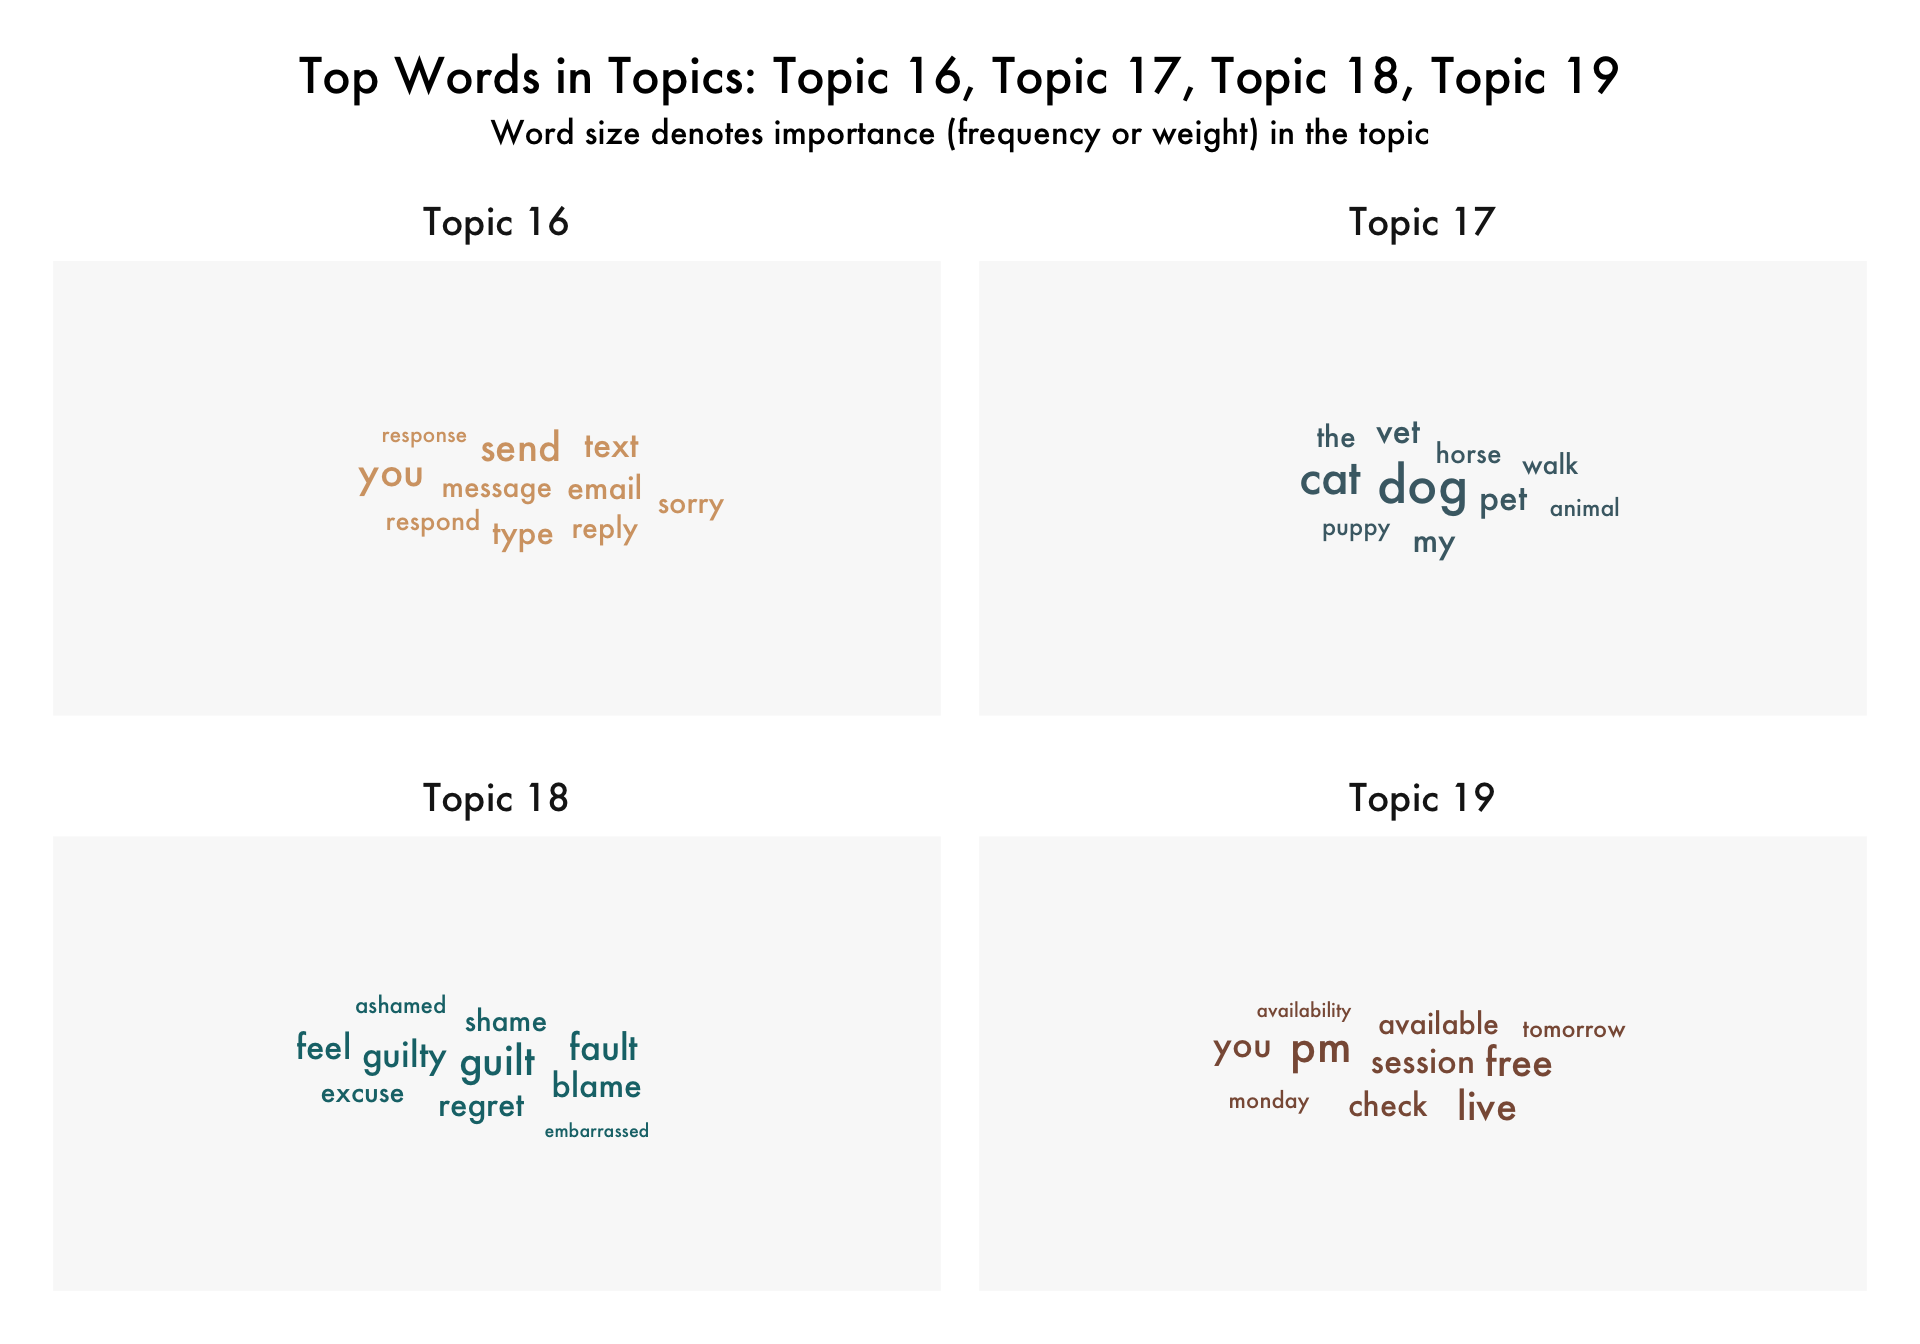 Top Words in Topics: Topic 16, Topic 17, Topic 18, Topic 19
Word size denotes importance (frequency or weight) in the topic
Topic 16
response send text
you message email sorry
respond type reply
Topic 17
the vet horse walk
cat dog pet animal
puppy my
Topic 18
ashamed shame
feel guilty guilt fault
excuse regret blame
embarrassed
Topic 19
availability available tomorrow
you pm session free
monday check live